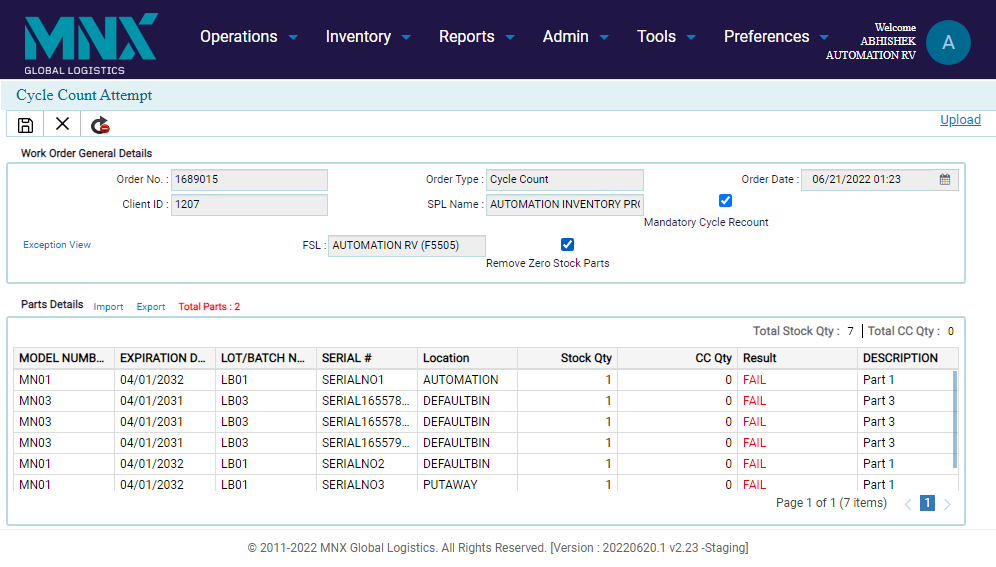 MNX
GLOBAL LOGISTICS
Operations Inventory Reports Admin Tools Preferences
Welcome
ABHISHEK
AUTOMATION RV
A
Cycle Count Attempt
Upload
Work Order General Details
Order No. : 1689015 Order Type : Cycle Count Order Date : 06/21/2022 01:23
Client ID : 1207 SPL Name : AUTOMATION INVENTORY PRO
Mandatory Cycle Recount
Exception View FSL : AUTOMATION RV (F5505)
Remove Zero Stock Parts
Parts Details Import Export Total Parts : 2
Total Stock Qty : 7 Total CC Qty : 0
MODEL NUMB... EXPIRATION D... LOT/BATCH N... SERIAL # Location Stock Qty CC Qty Result DESCRIPTION
MN01 04/01/2032 LB01 SERIALNO1 AUTOMATION 1 0 FAIL Part 1
MN03 04/01/2031 LB03 SERIAL165578... DEFAULTBIN 1 0 FAIL Part 3
MN03 04/01/2031 LB03 SERIAL165578... DEFAULTBIN 1 0 FAIL Part 3
MN03 04/01/2031 LB03 SERIAL165579... DEFAULTBIN 1 0 FAIL Part 3
MN01 04/01/2032 LB01 SERIALNO2 DEFAULTBIN 1 0 FAIL Part 1
MN01 04/01/2032 LB01 SERIALNO3 PUTAWAY 1 0 FAIL Part 1
Page 1 of 1 (7 items) 1
© 2011-2022 MNX Global Logistics. All Rights Reserved. [Version : 20220620.1 v2.23 -Staging]